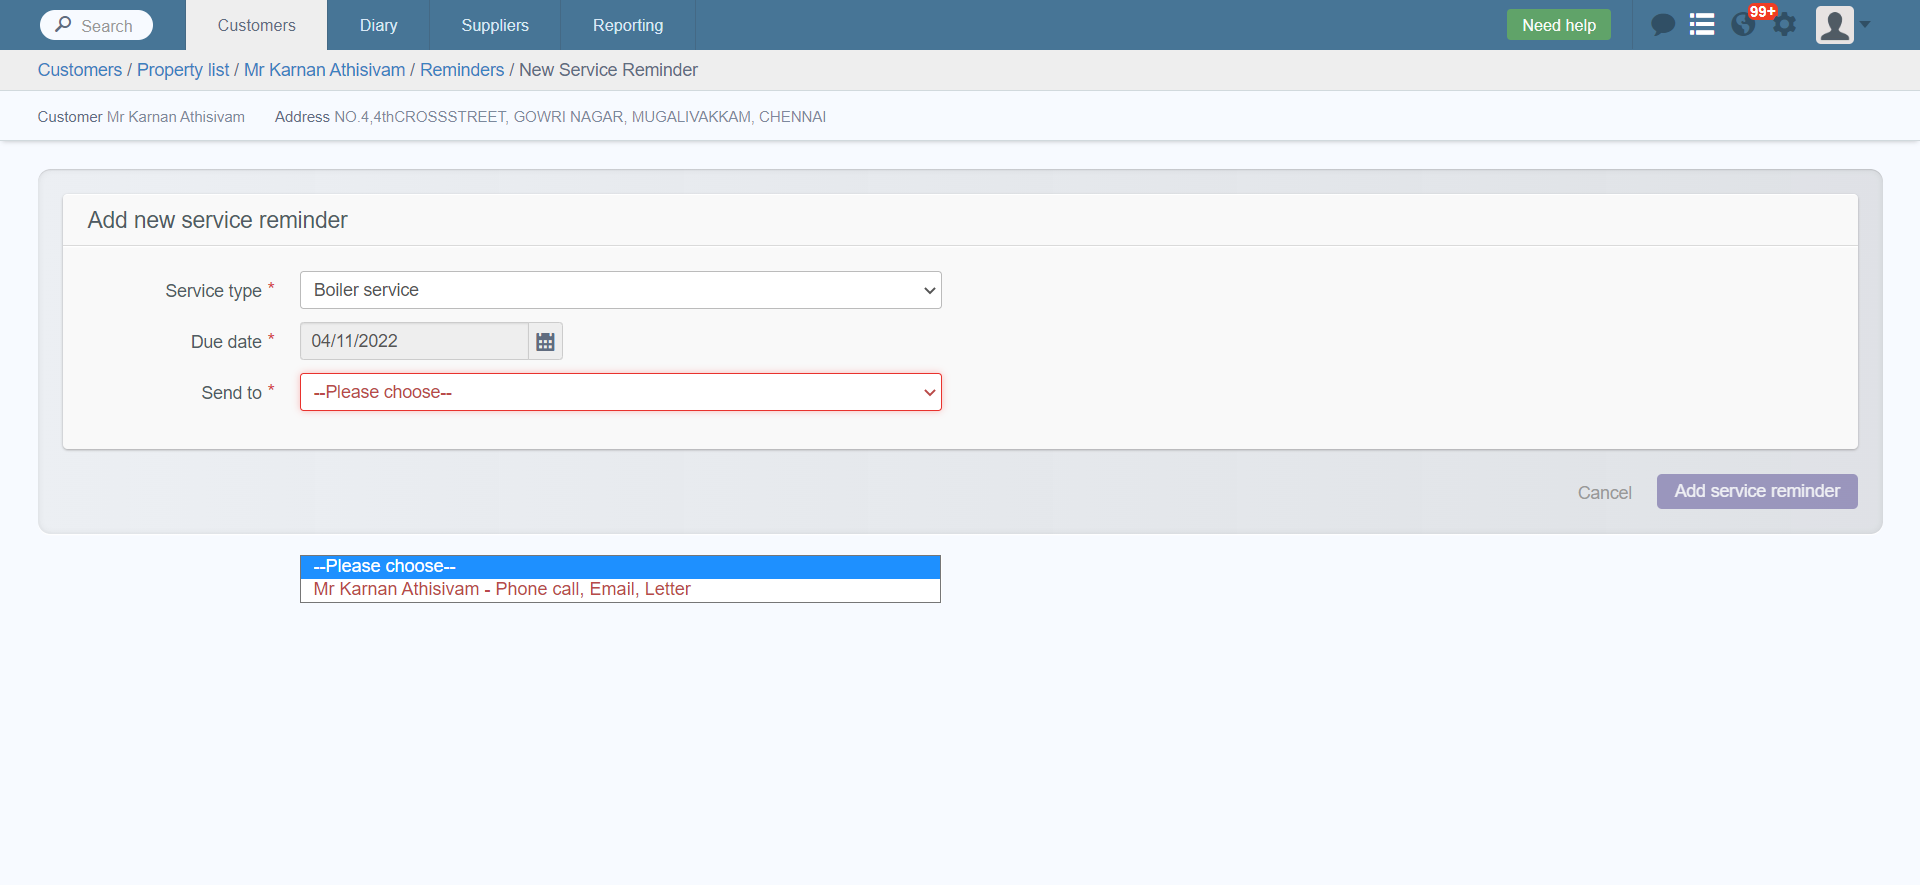 Search Customers Diary Suppliers Reporting Need help 99+
Customers / Property list / Mr Karnan Athisivam / Reminders / New Service Reminder
Customer Mr Karnan Athisivam Address NO.4,4thCROSSSTREET, GOWRI NAGAR, MUGALIVAKKAM, CHENNAI
Add new service reminder
Service type * Boiler service
Due date * 04/11/2022
Send to * --Please choose--
Cancel Add service reminder
--Please choose--
Mr Karnan Athisivam - Phone call, Email, Letter